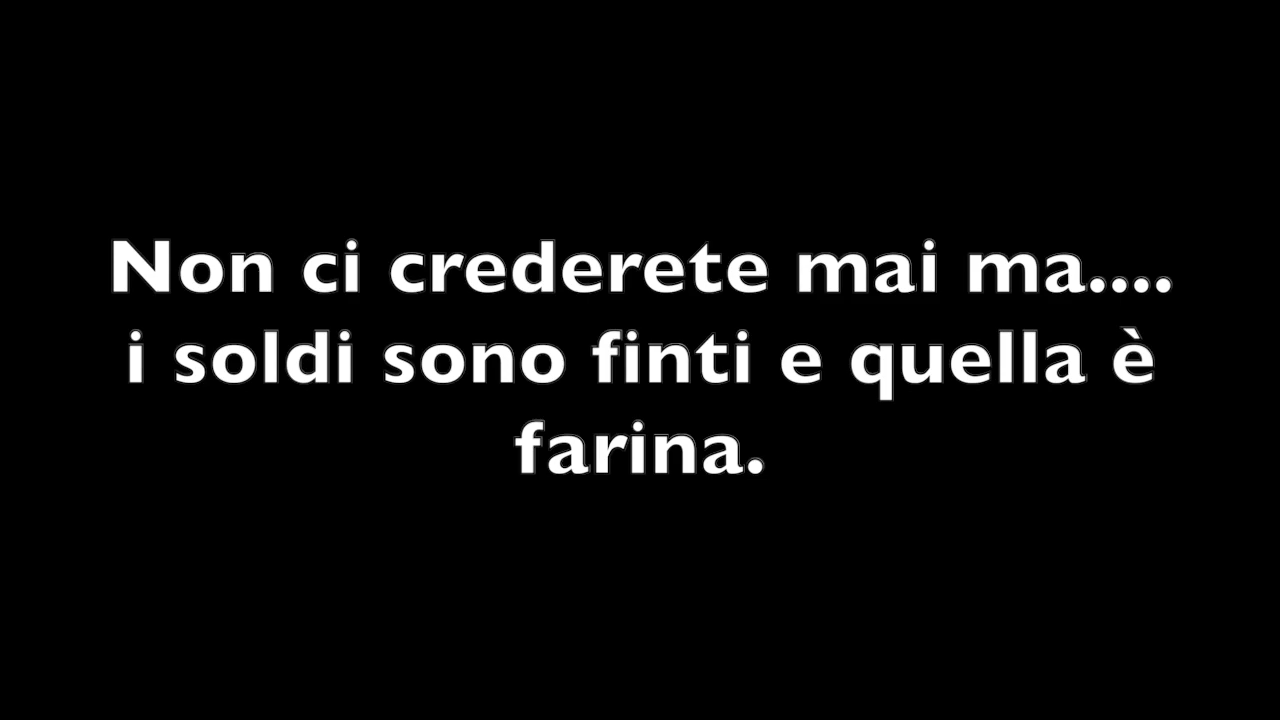 Non ci crederete mai ma....
i soldi sono finti e quella è
farina.